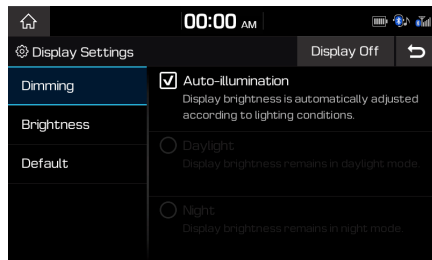 00:00 AM
Display Settings
Display Off
Dimming
Auto-illumination
Display brightness is automatically adjusted
according to lighting conditions.
Brightness
Daylight
Display brightness remains in daylight mode.
Default
Night
Display brightness remains in night mode.